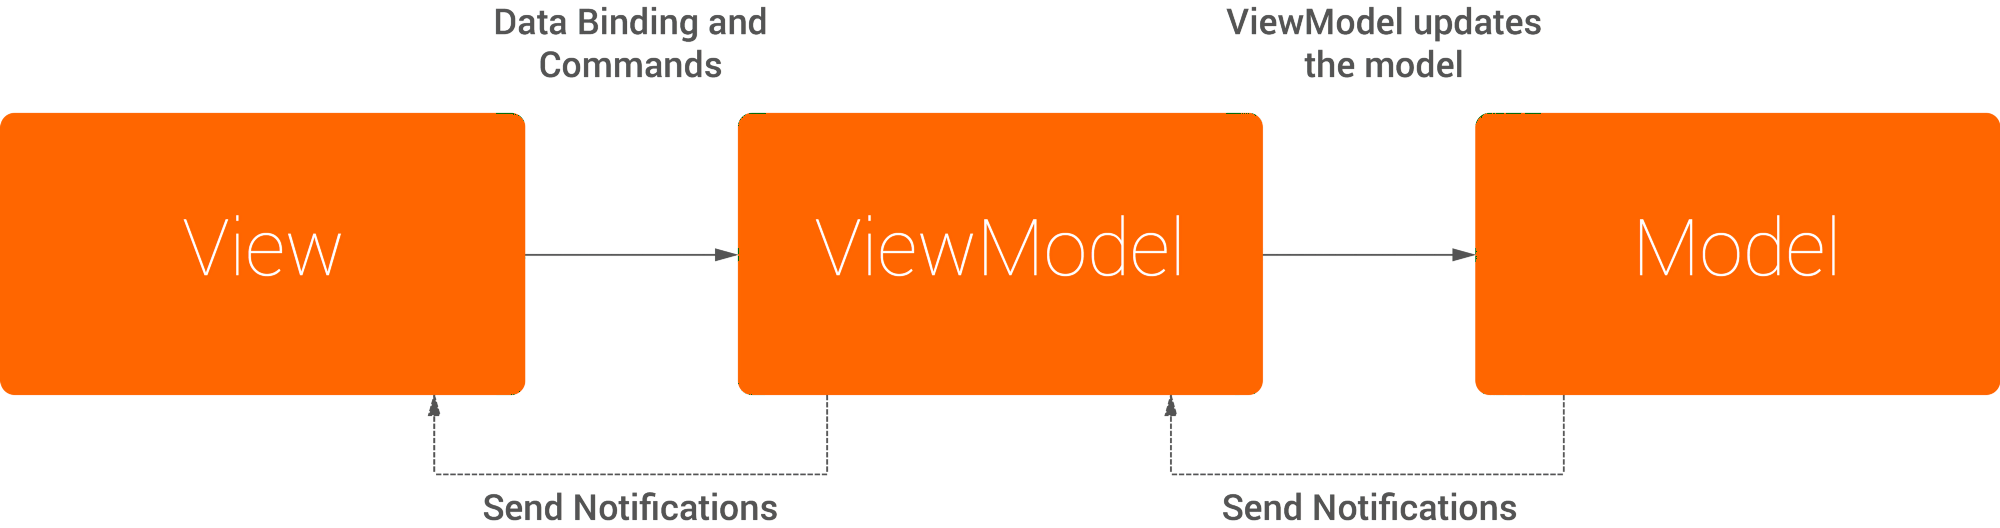 Data Binding and
Commands
ViewModel updates
the model
View
ViewModel
Model
Send Notifications
Send Notifications